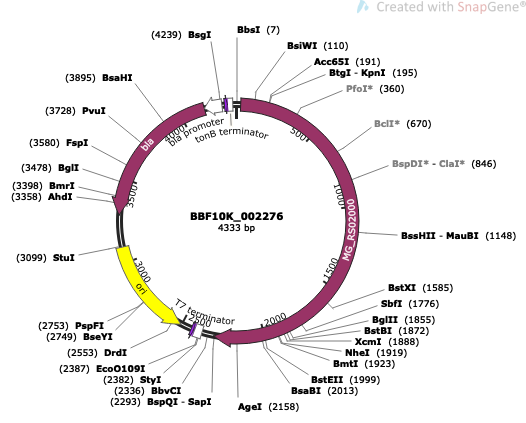 Created with SnapGene®
(4239) BsgI
BbsI (7)
BsiWI (110)
Acc65I (191)
BtgI - KpnI (195)
PfoI* (360)
BclI* (670)
BspDI* - ClaI* (846)
BssHII - MauBI (1148)
BstXI (1585)
SbfI (1776)
BglII (1855)
BstBI (1872)
XcmI (1888)
NheI (1919)
BmtI (1923)
BstEII (1999)
BsaBI (2013)
AgeI (2158)
(2293) BspQI - SapI
(2336) BbvCI
(2382) StyI
(2387) EcoO109I
(2553) DrdI
(2749) BseYI
(2753) PspFI
(3099) StuI
(3358) AhdI
(3398) BmrI
(3478) BglI
(3580) FspI
(3728) PvuI
(3895) BsaHI
bla promoter
tonB terminator
bla
MG_RS02000
ori
T7 terminator
500
1000
1500
2000
2500
3000
3500
4000
BBF10K_002276
4333 bp